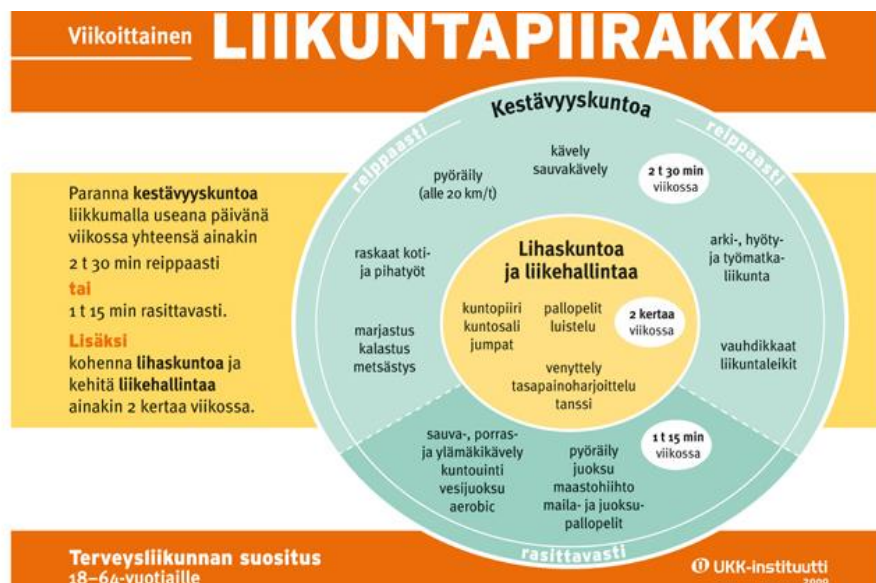 Viikoittainen LIIKUNTAPIIRAKKA
Paranna kestävyyskuntoa
liikkumalla useana päivänä
viikossa yhteensä ainakin
2 t 30 min reippaasti
tai
1 t 15 min rasittavasti.
Lisäksi
kohenna lihaskuntoa ja
kehitä liikehallintaa
ainakin 2 kertaa viikossa.
Kestävyyskuntoa
reippaasti
reippaasti
kävely
sauvakävely
2 t 30 min
viikossa
pyöräily
(alle 20 km/t)
raskaat koti-
ja pihatyöt
marjastus
kalastus
metsästys
arki-, hyöty-
ja työmatka-
liikunta
vauhdikkaat
liikuntaleikit
Lihaskuntoa
ja liikehallintaa
kuntopiiri
kuntosali
jumpat
pallopelit
luistelu
2 kertaa
viikossa
venyttely
tasapainoharjoittelu
tanssi
sauva-, porras-
ja ylämäkikävely
kuntouinti
vesijuoksu
aerobic
pyöräily
juoksu
maastohiihto
maila- ja juoksu-
pallopelit
1 t 15 min
viikossa
rasittavasti
Terveysliikunnan suositus
18–64-vuotiaille
UKK-instituutti
2009